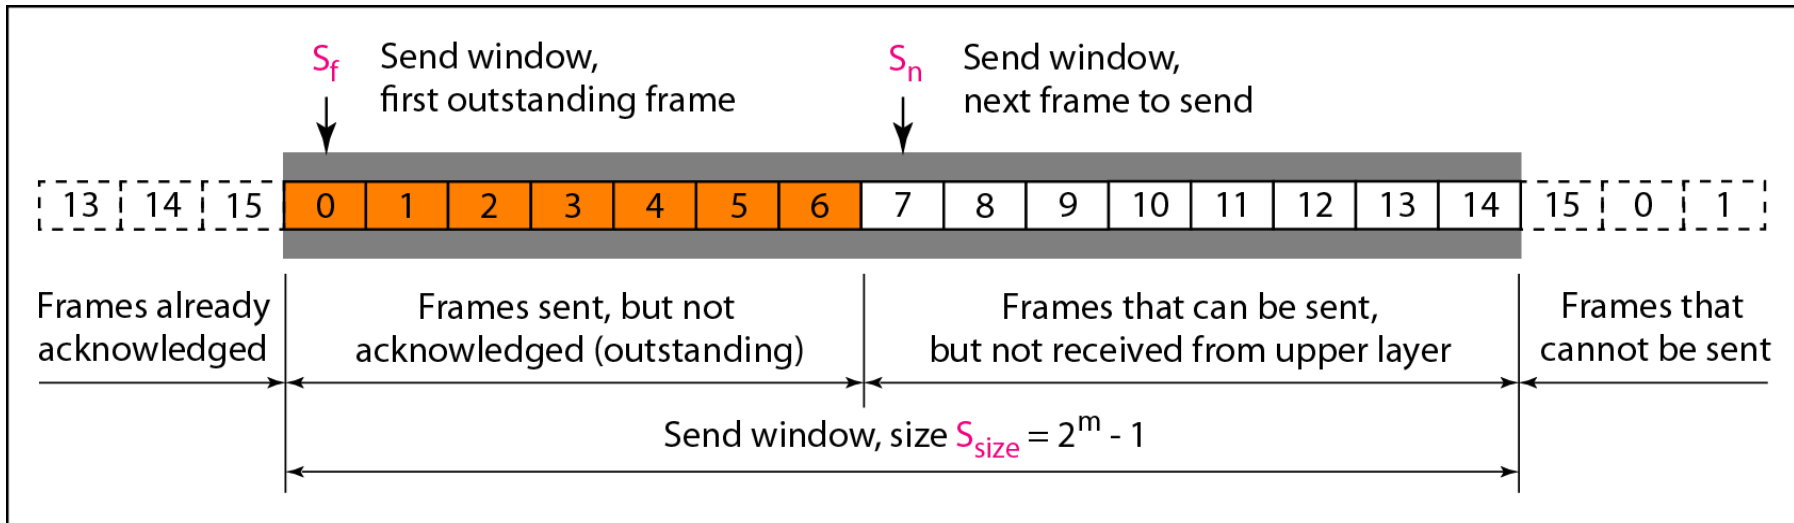 Sf Send window, Sn Send window,
first outstanding frame next frame to send
13 14 15 0 1 2 3 4 5 6 7 8 9 10 11 12 13 14 15 0 1
Frames already Frames sent, but not Frames that can be sent, Frames that
acknowledged acknowledged (outstanding) but not received from upper layer cannot be sent
Send window, size Ssize = 2^m - 1